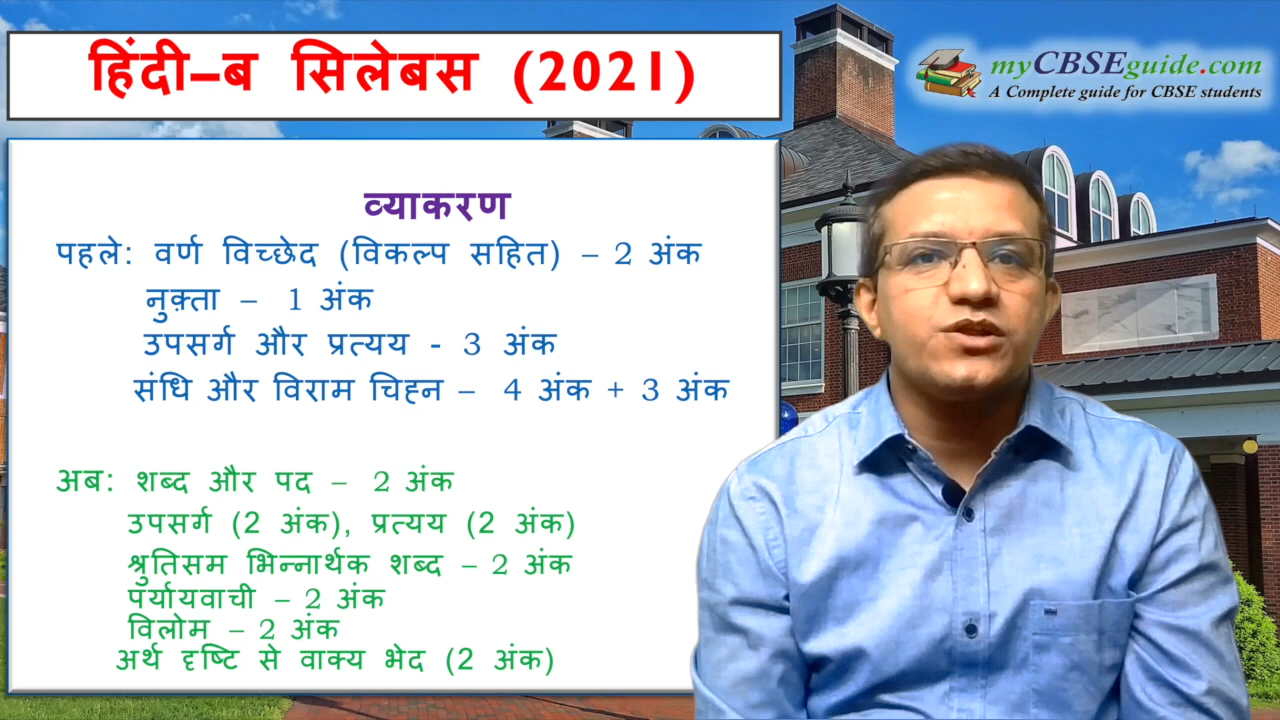 हिंदी–ब सिलेबस (2021)
myCBSEguide.com
A Complete guide for CBSE students
व्याकरण
पहले: वर्ण विच्छेद (विकल्प सहित) – 2 अंक
नुक़्ता – 1 अंक
उपसर्ग और प्रत्यय - 3 अंक
संधि और विराम चिह्न – 4 अंक + 3 अंक
अब: शब्द और पद – 2 अंक
उपसर्ग (2 अंक), प्रत्यय (2 अंक)
श्रुतिसम भिन्नार्थक शब्द – 2 अंक
पर्यायवाची – 2 अंक
विलोम – 2 अंक
अर्थ दृष्टि से वाक्य भेद (2 अंक)